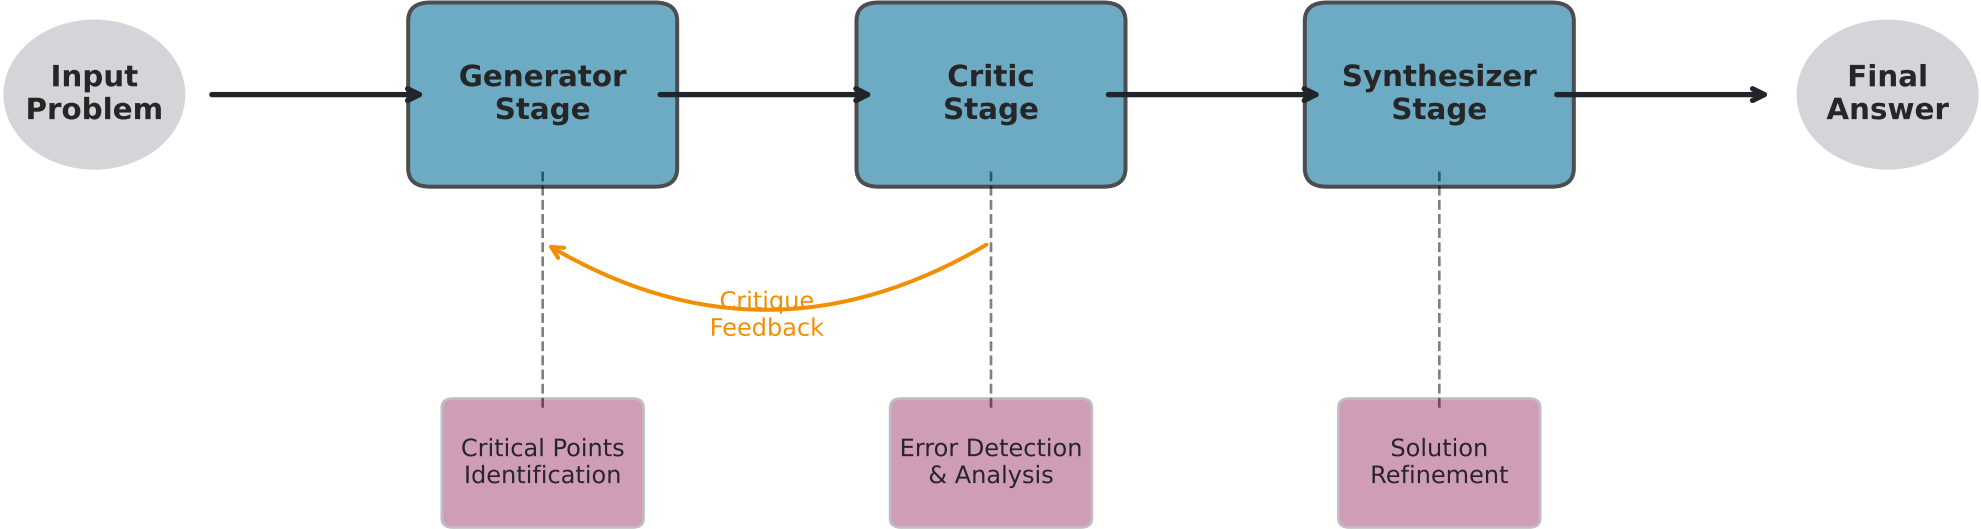 Input
Problem
Generator
Stage
Critic
Stage
Synthesizer
Stage
Final
Answer
Critique
Feedback
Critical Points
Identification
Error Detection
& Analysis
Solution
Refinement